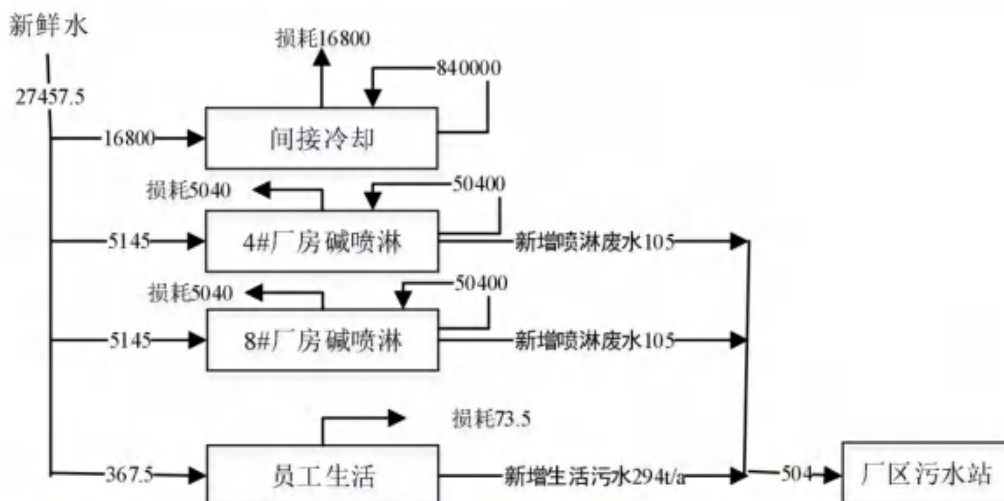 新鲜水
损耗16800
840000
27457.5
16800
间接冷却
损耗5040
50400
5145
4#厂房碱喷淋
新增喷淋废水105
损耗5040
50400
5145
8#厂房碱喷淋
新增喷淋废水105
损耗73.5
367.5
员工生活
新增生活污水294t/a
504
厂区污水站